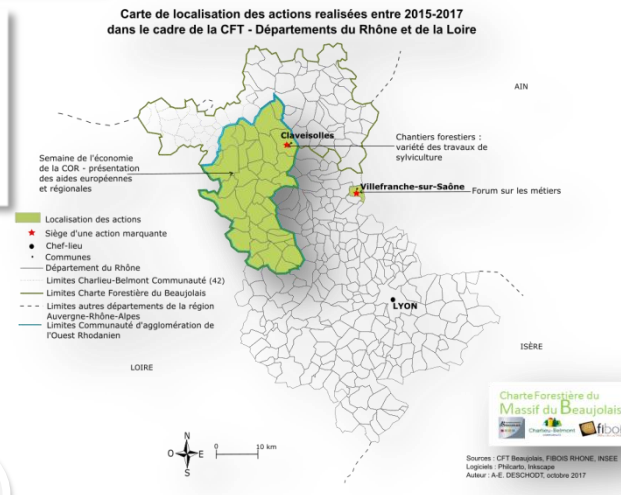 Carte de localisation des actions realisées entre 2015-2017
dans le cadre de la CFT - Départements du Rhône et de la Loire
AIN
Claveisolles
Chantiers forestiers :
variété des travaux de
sylviculture
Semaine de l'économie
de la COR - présentation
des aides européennes
et régionales
Villefranche-sur-Saône
Forum sur les métiers
Localisation des actions
Siège d'une action marquante
Chef-lieu
Communes
Département du Rhône
Limites Charlieu-Belmont Communauté (42)
Limites Charte Forestière du Beaujolais
Limites autres départements de la région
Auvergne-Rhône-Alpes
Limites Communauté d'agglomération de
l'Ouest Rhodanien
LYON
ISÈRE
LOIRE
N
O
E
S
0
10 km
Charte Forestière du
Massif du Beaujolais
Charlieu-Belmont
fibois
Sources : CFT Beaujolais, FIBOIS RHONE, INSEE
Logiciels : Philcarto, Inkscape
Auteur : A-E. DESCHODT, octobre 2017